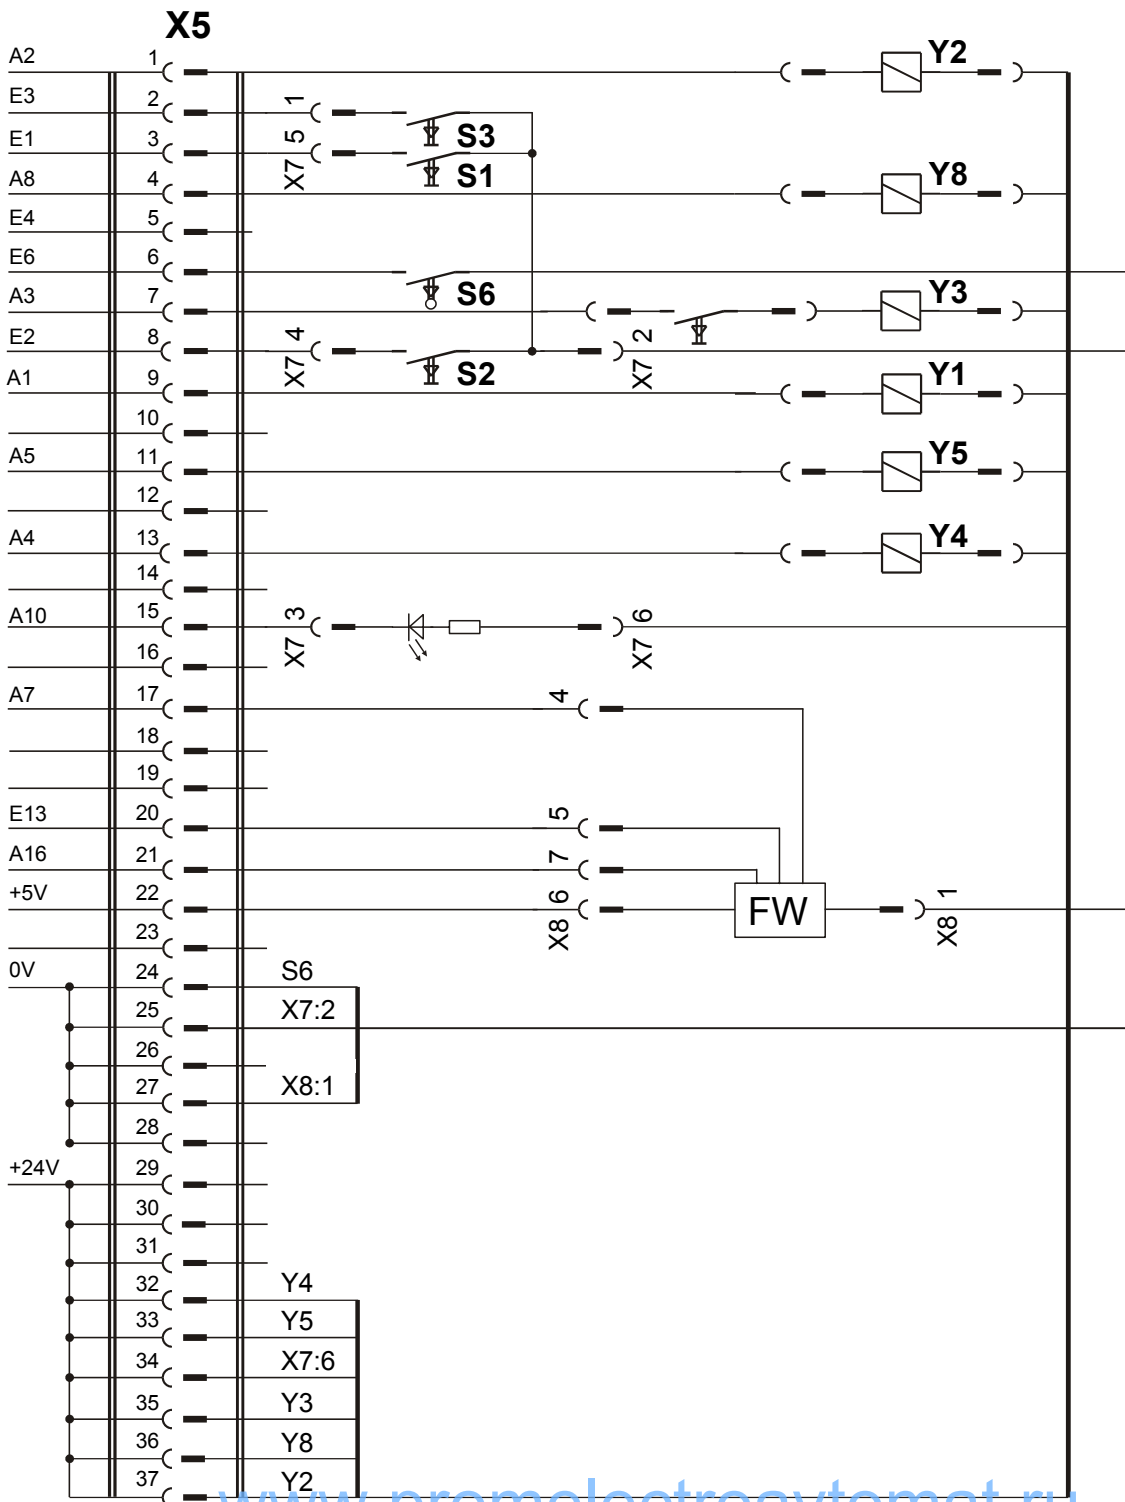 X5
A2 1 Y2
E3 2 1 S3
E1 3 X7 5 S1
A8 4 Y8
E4 5
E6 6 S6
A3 7 Y3
E2 8 X7 4 S2 X7 2
A1 9 Y1
10
A5 11 Y5
12
A4 13 Y4
14
A10 15 X7 3 X7 6
16
A7 17 4
18
19
E13 20 5
A16 21 7
+5V 22 X8 6 FW X8 1
23
0V 24 S6
25 X7:2
26
27 X8:1
28
+24V 29
30
31
32 Y4
33 Y5
34 X7:6
35 Y3
36 Y8
37 Y2
www.promelectroavtomat.ru